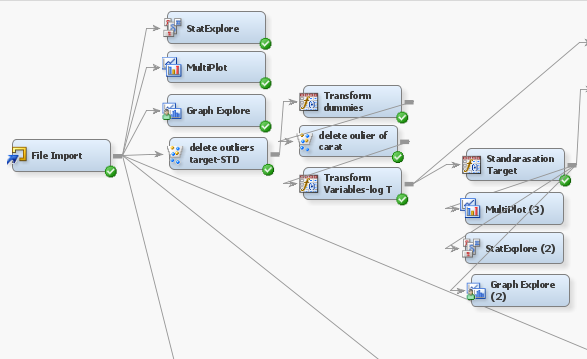 StatExplore
MultiPlot
Graph Explore
File Import
delete outliers
target-STD
Transform
dummies
delete oulier of
carat
Transform
Variables-log T
Standarasation
Target
MultiPlot (3)
StatExplore (2)
Graph Explore
(2)